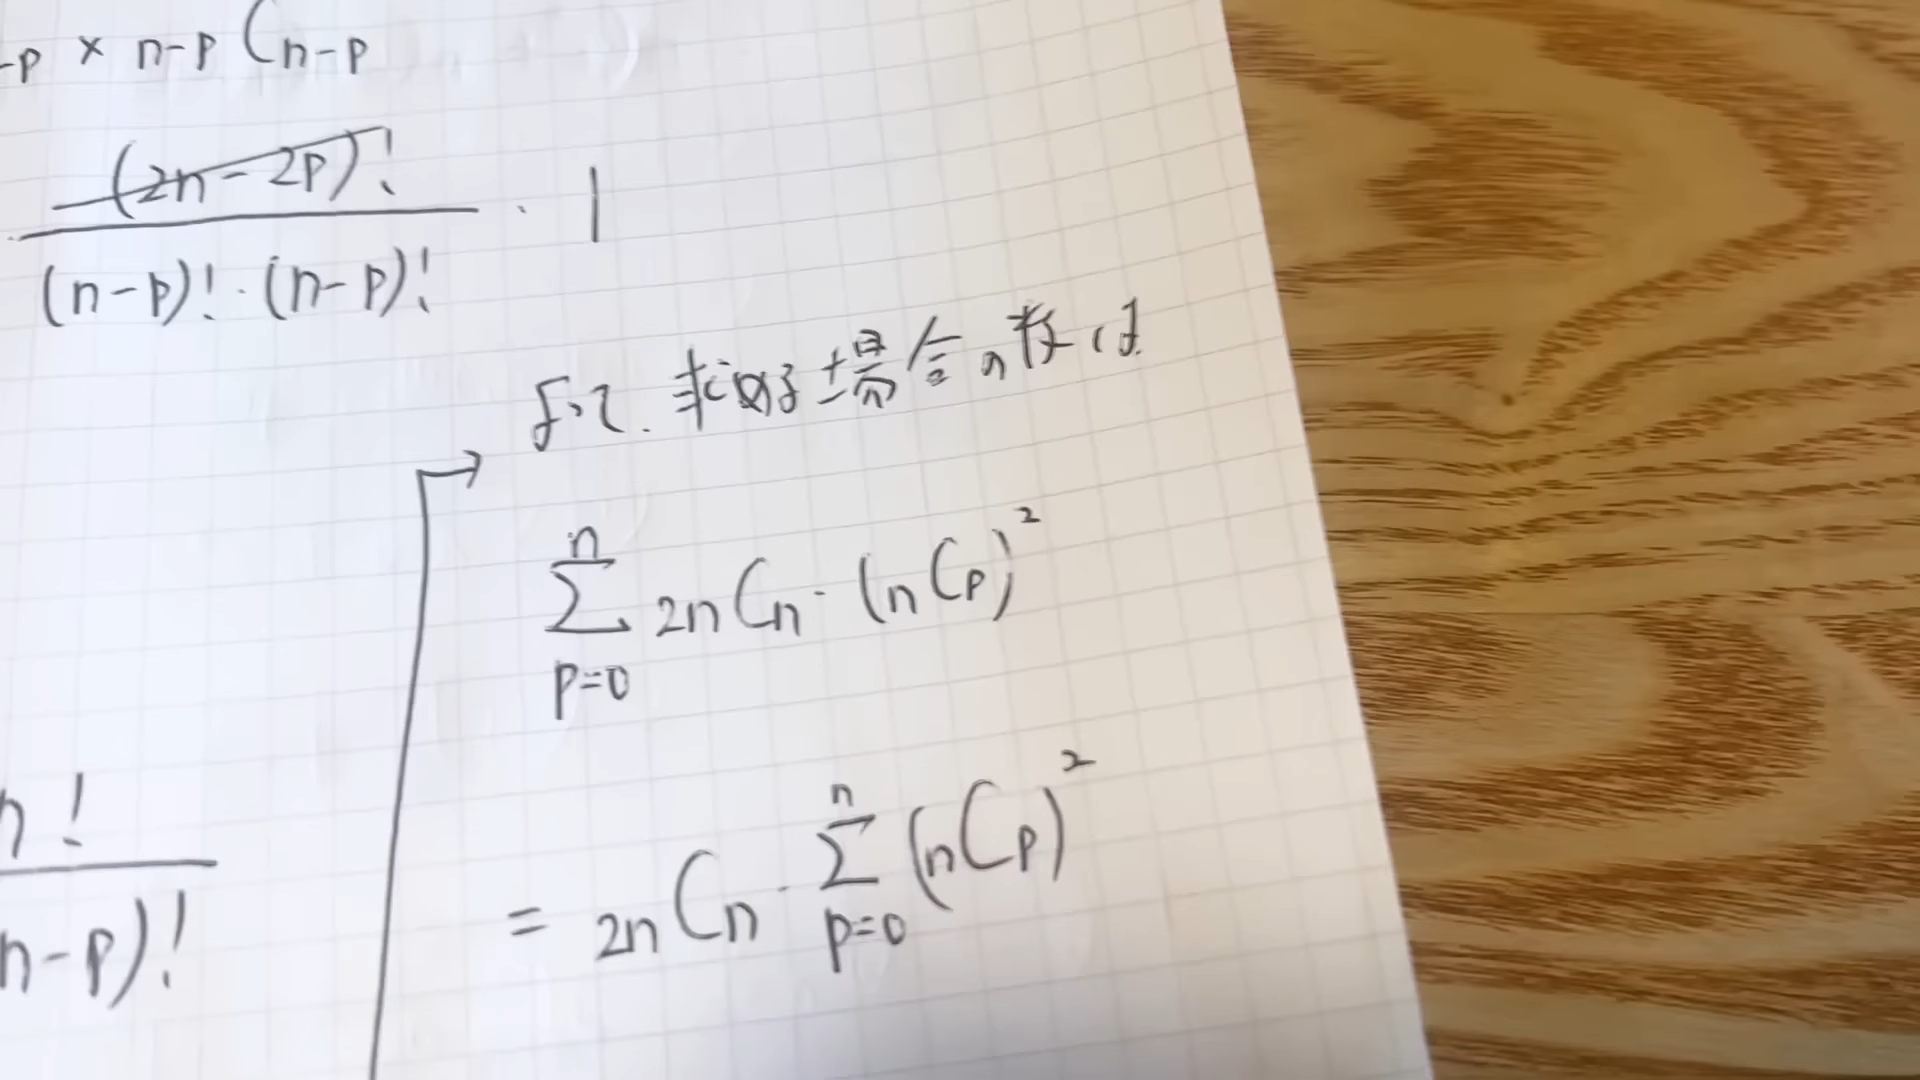 -p × n-p Cn-p
(2n-2p)!
(n-p)!・(n-p)! ・1
よって. 求める場合の数は
n
Σ 2nCn・(nCp)²
p=0
n
= 2nCn・Σ (nCp)²
p=0
n!
n-p)!